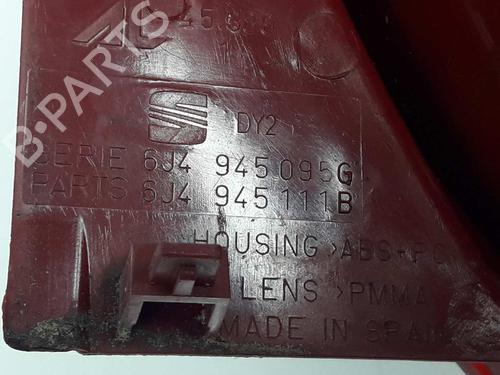 B-PARTS
DY2
SERIE 6J4 945095G
PARTS 6J4 945111B
HOUSING >ABS+PC
LENS >PMMA
MADE IN SPAIN